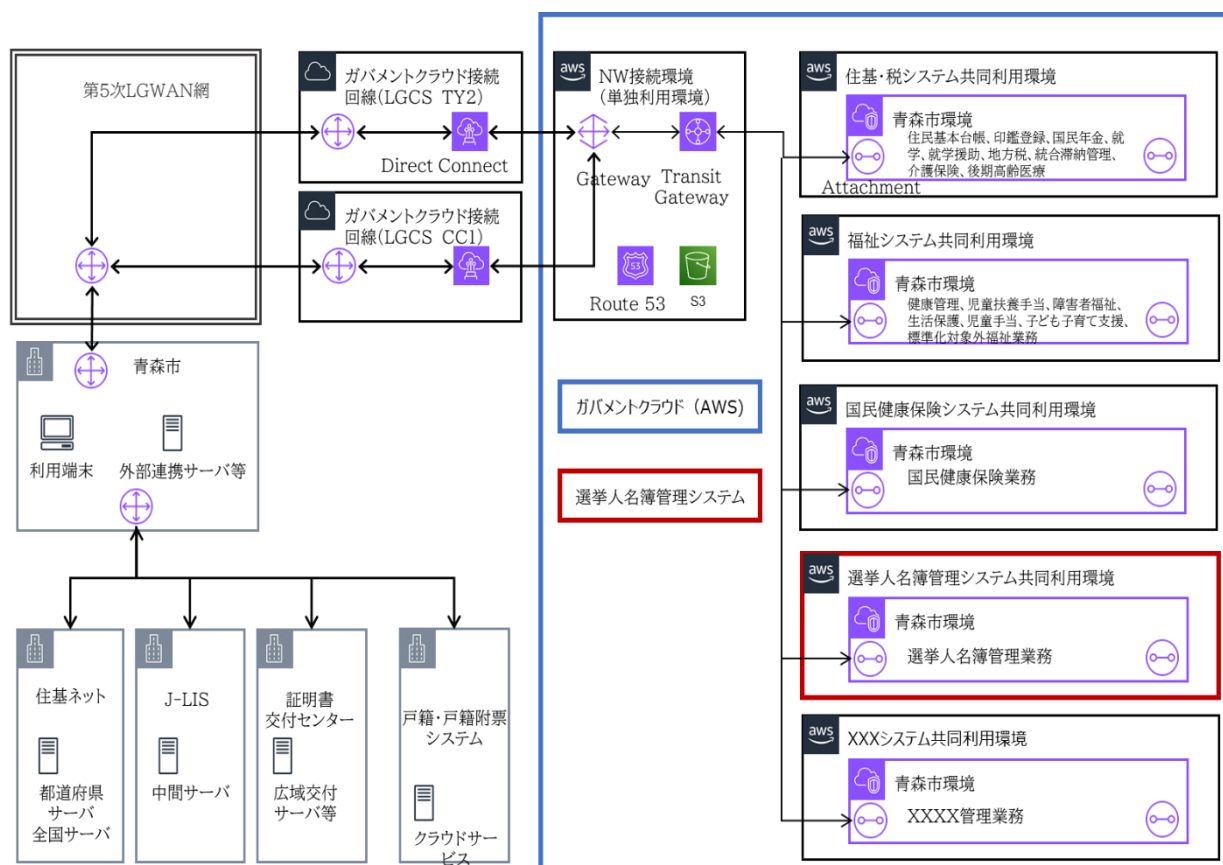 第5次LGWAN網
ガバメントクラウド接続
回線(LGCS TY2)
Direct Connect
ガバメントクラウド接続
回線(LGCS CC1)
aws
NW接続環境
(単独利用環境)
Gateway
Transit
Gateway
53
Route 53
S3
ガバメントクラウド（AWS）
選挙人名簿管理システム
青森市
利用端末
外部連携サーバ等
住基ネット
都道府県
サーバ
全国サーバ
J-LIS
中間サーバ
証明書
交付センター
広域交付
サーバ等
戸籍・戸籍附票
システム
クラウドサー
ビス
aws
住基・税システム共同利用環境
青森市環境
住民基本台帳、印鑑登録、国民年金、就
学、就学援助、地方税、統合滞納管理、
介護保険、後期高齢医療
Attachment
aws
福祉システム共同利用環境
青森市環境
健康管理、児童扶養手当、障害者福祉、
生活保護、児童手当、子ども子育て支援、
標準化対象外福祉業務
aws
国民健康保険システム共同利用環境
青森市環境
国民健康保険業務
aws
選挙人名簿管理システム共同利用環境
青森市環境
選挙人名簿管理業務
aws
XXXシステム共同利用環境
青森市環境
XXXX管理業務